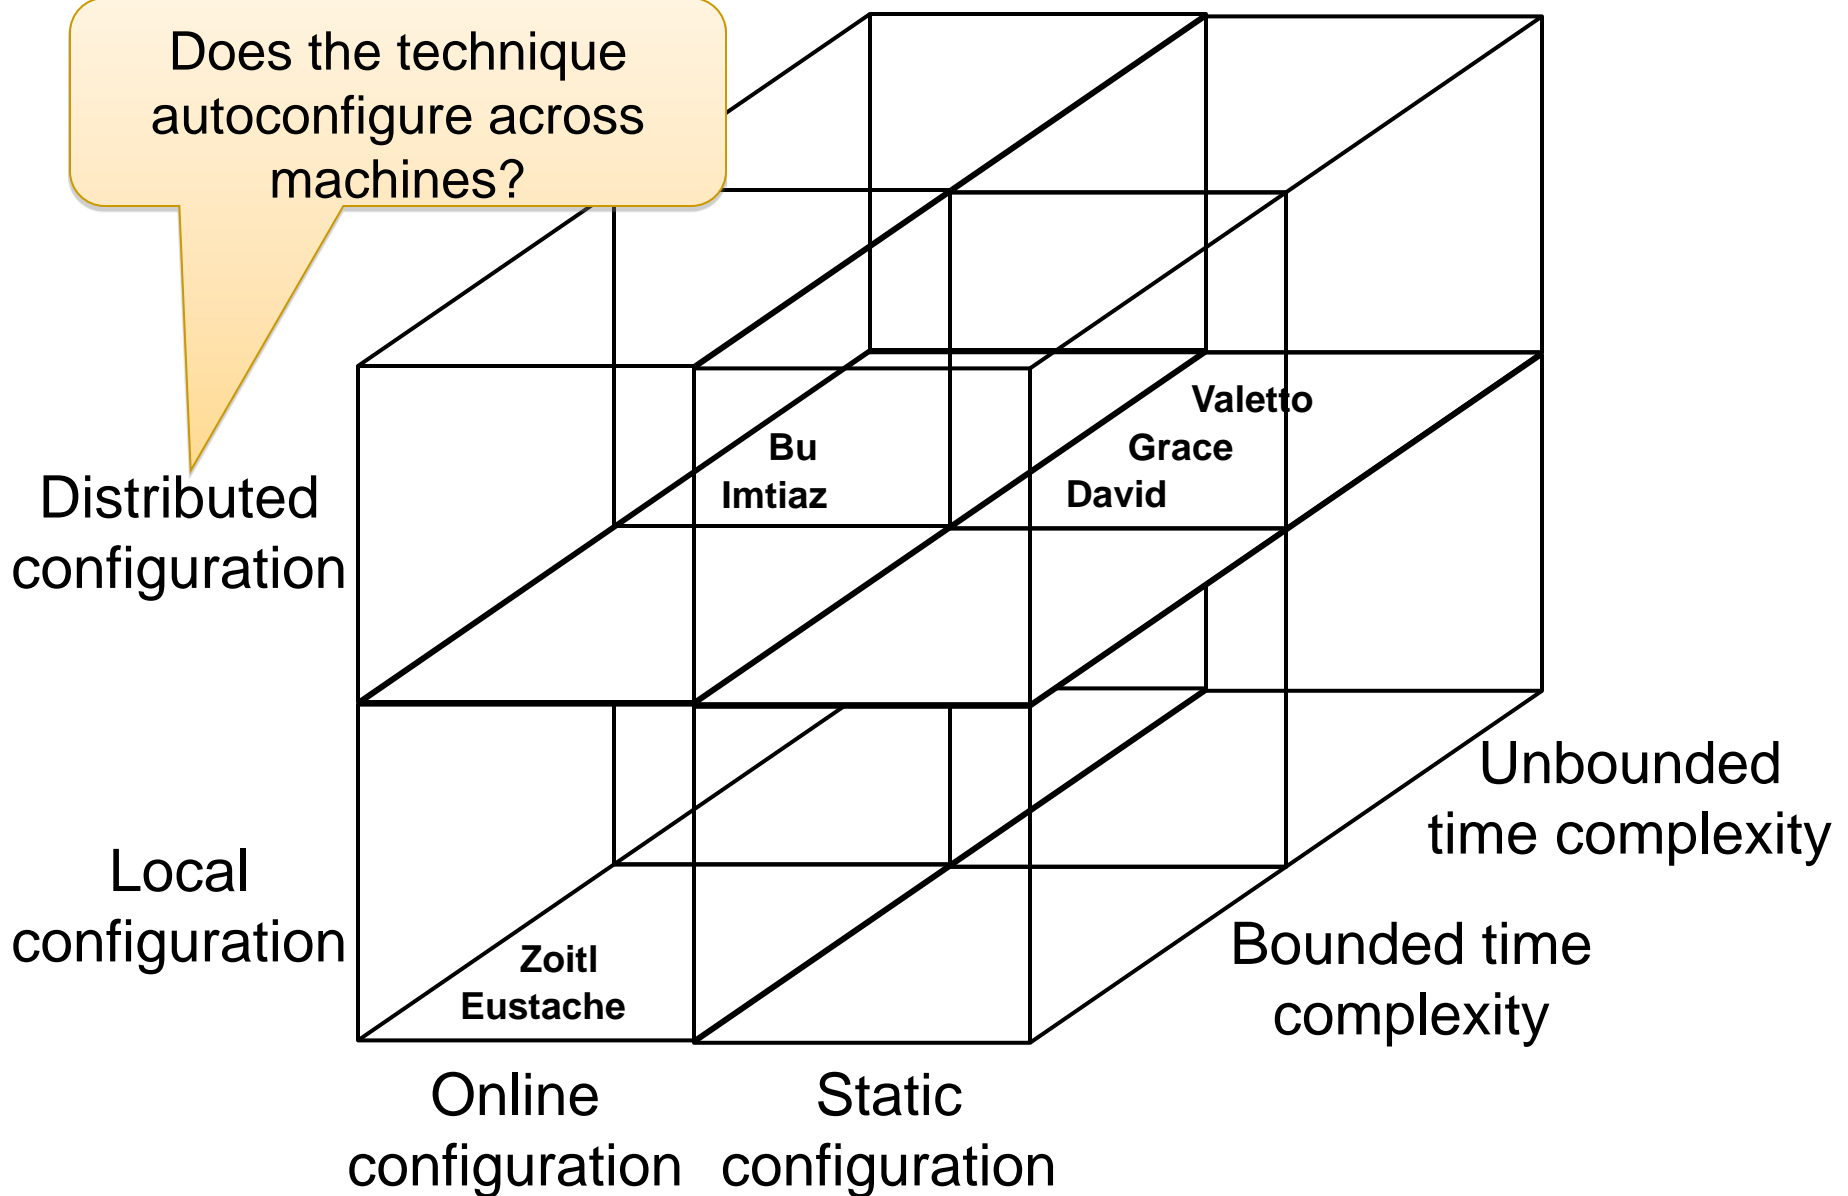 Does the technique
autoconfigure across
machines?
Valetto
Bu
Grace
Imtiaz
David
Distributed
configuration
Unbounded
time complexity
Local
configuration
Bounded time
complexity
Zoitl
Eustache
Online
configuration
Static
configuration